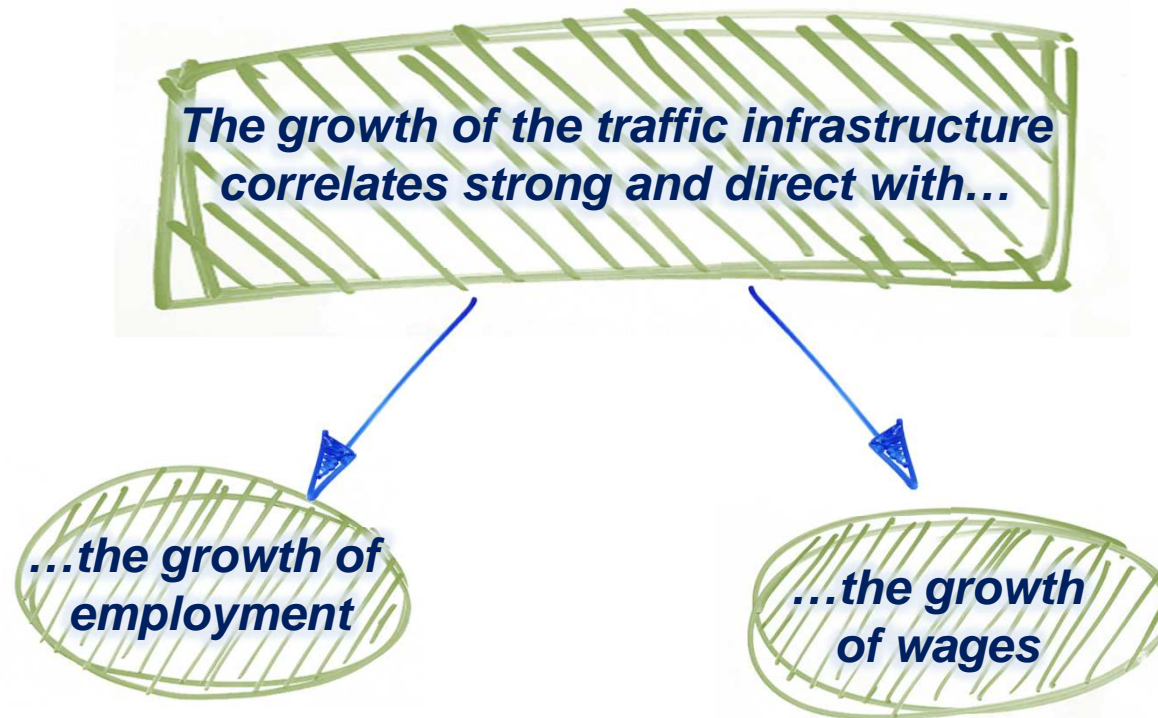 The growth of the traffic infrastructure
correlates strong and direct with…
…the growth of
employment
…the growth
of wages